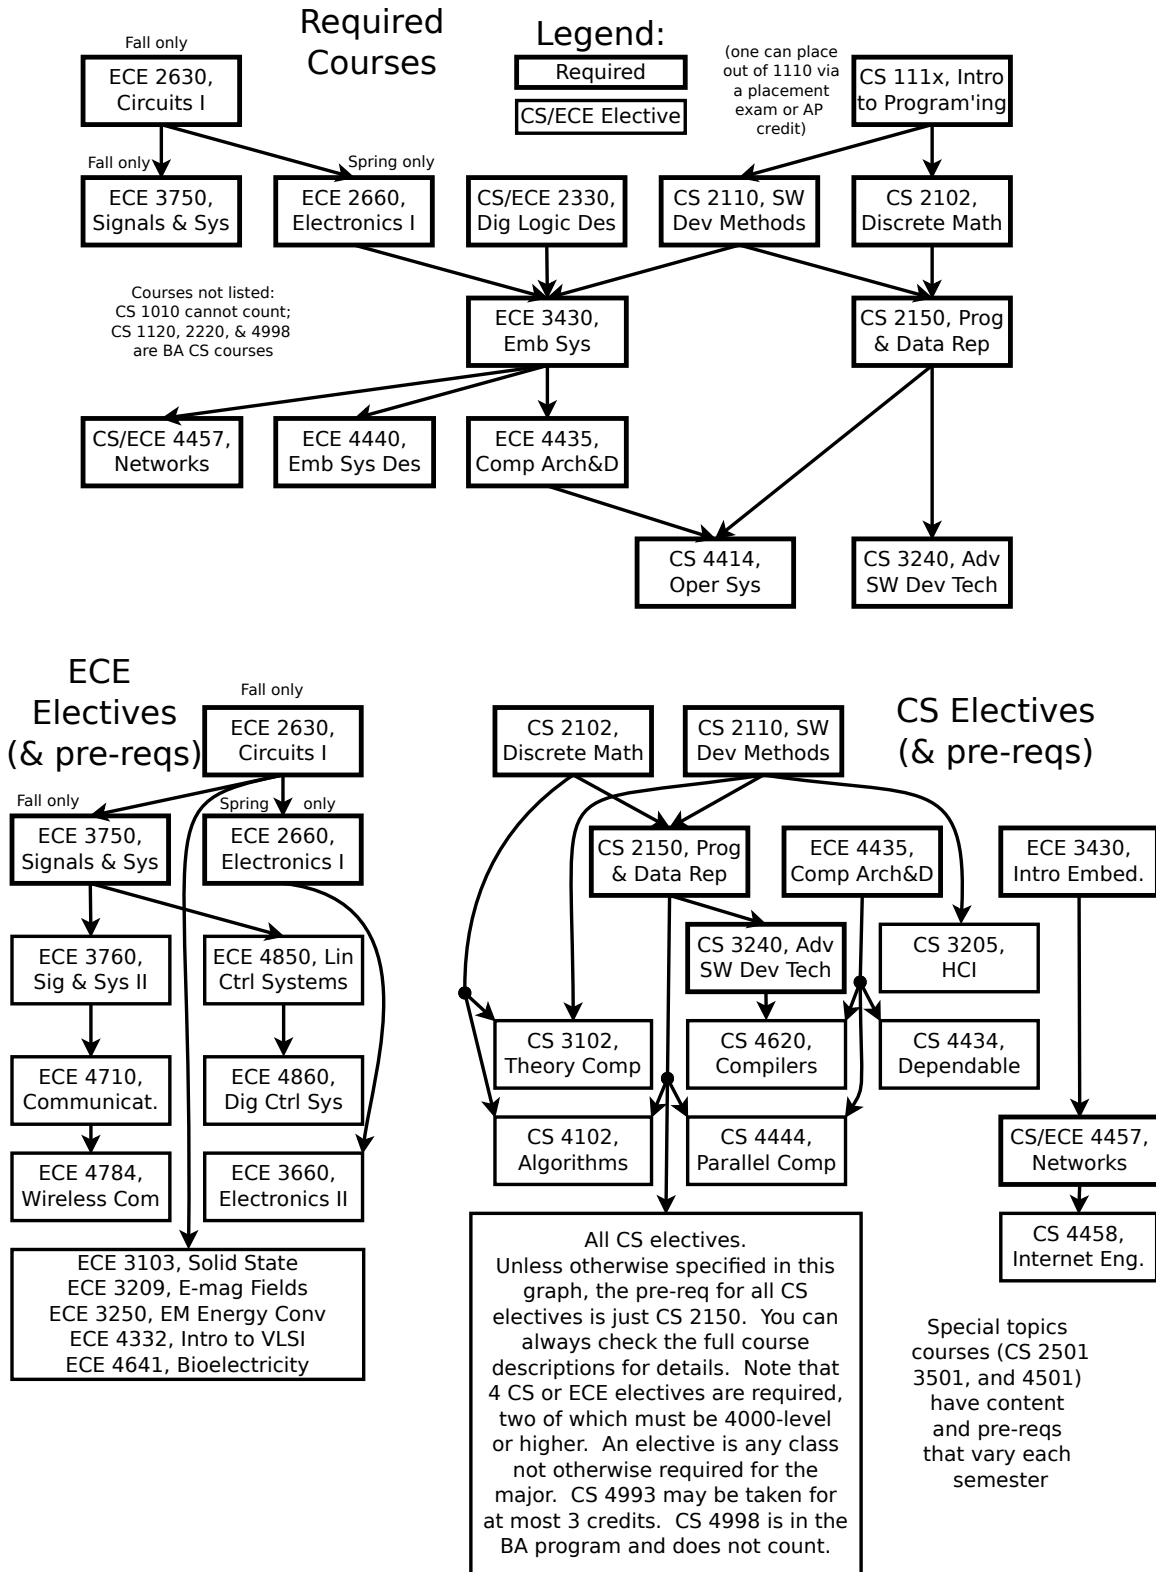 Required
Courses
Legend:
Required
CS/ECE Elective
(one can place
out of 1110 via
a placement
exam or AP
credit)
Fall only
ECE 2630,
Circuits I
CS 111x, Intro
to Program'ing
Fall only
ECE 3750,
Signals & Sys
Spring only
ECE 2660,
Electronics I
CS/ECE 2330,
Dig Logic Des
CS 2110, SW
Dev Methods
CS 2102,
Discrete Math
Courses not listed:
CS 1010 cannot count;
CS 1120, 2220, & 4998
are BA CS courses
ECE 3430,
Emb Sys
CS 2150, Prog
& Data Rep
CS/ECE 4457,
Networks
ECE 4440,
Emb Sys Des
ECE 4435,
Comp Arch&D
CS 4414,
Oper Sys
CS 3240, Adv
SW Dev Tech
ECE
Electives
(& pre-reqs)
Fall only
ECE 2630,
Circuits I
Fall only
ECE 3750,
Signals & Sys
Spring only
ECE 2660,
Electronics I
ECE 3760,
Sig & Sys II
ECE 4850, Lin
Ctrl Systems
ECE 4710,
Communicat.
ECE 4860,
Dig Ctrl Sys
ECE 4784,
Wireless Com
ECE 3660,
Electronics II
ECE 3103, Solid State
ECE 3209, E-mag Fields
ECE 3250, EM Energy Conv
ECE 4332, Intro to VLSI
ECE 4641, Bioelectricity
CS Electives
(& pre-reqs)
CS 2102,
Discrete Math
CS 2110, SW
Dev Methods
CS 2150, Prog
& Data Rep
ECE 4435,
Comp Arch&D
ECE 3430,
Intro Embed.
CS 3240, Adv
SW Dev Tech
CS 3205,
HCI
CS 3102,
Theory Comp
CS 4620,
Compilers
CS 4434,
Dependable
CS 4102,
Algorithms
CS 4444,
Parallel Comp
CS/ECE 4457,
Networks
CS 4458,
Internet Eng.
All CS electives.
Unless otherwise specified in this
graph, the pre-req for all CS
electives is just CS 2150.  You can
always check the full course
descriptions for details.  Note that
4 CS or ECE electives are required,
two of which must be 4000-level
or higher.  An elective is any class
not otherwise required for the
major.  CS 4993 may be taken for
at most 3 credits.  CS 4998 is in the
BA program and does not count.
Special topics
courses (CS 2501
3501, and 4501)
have content
and pre-reqs
that vary each
semester